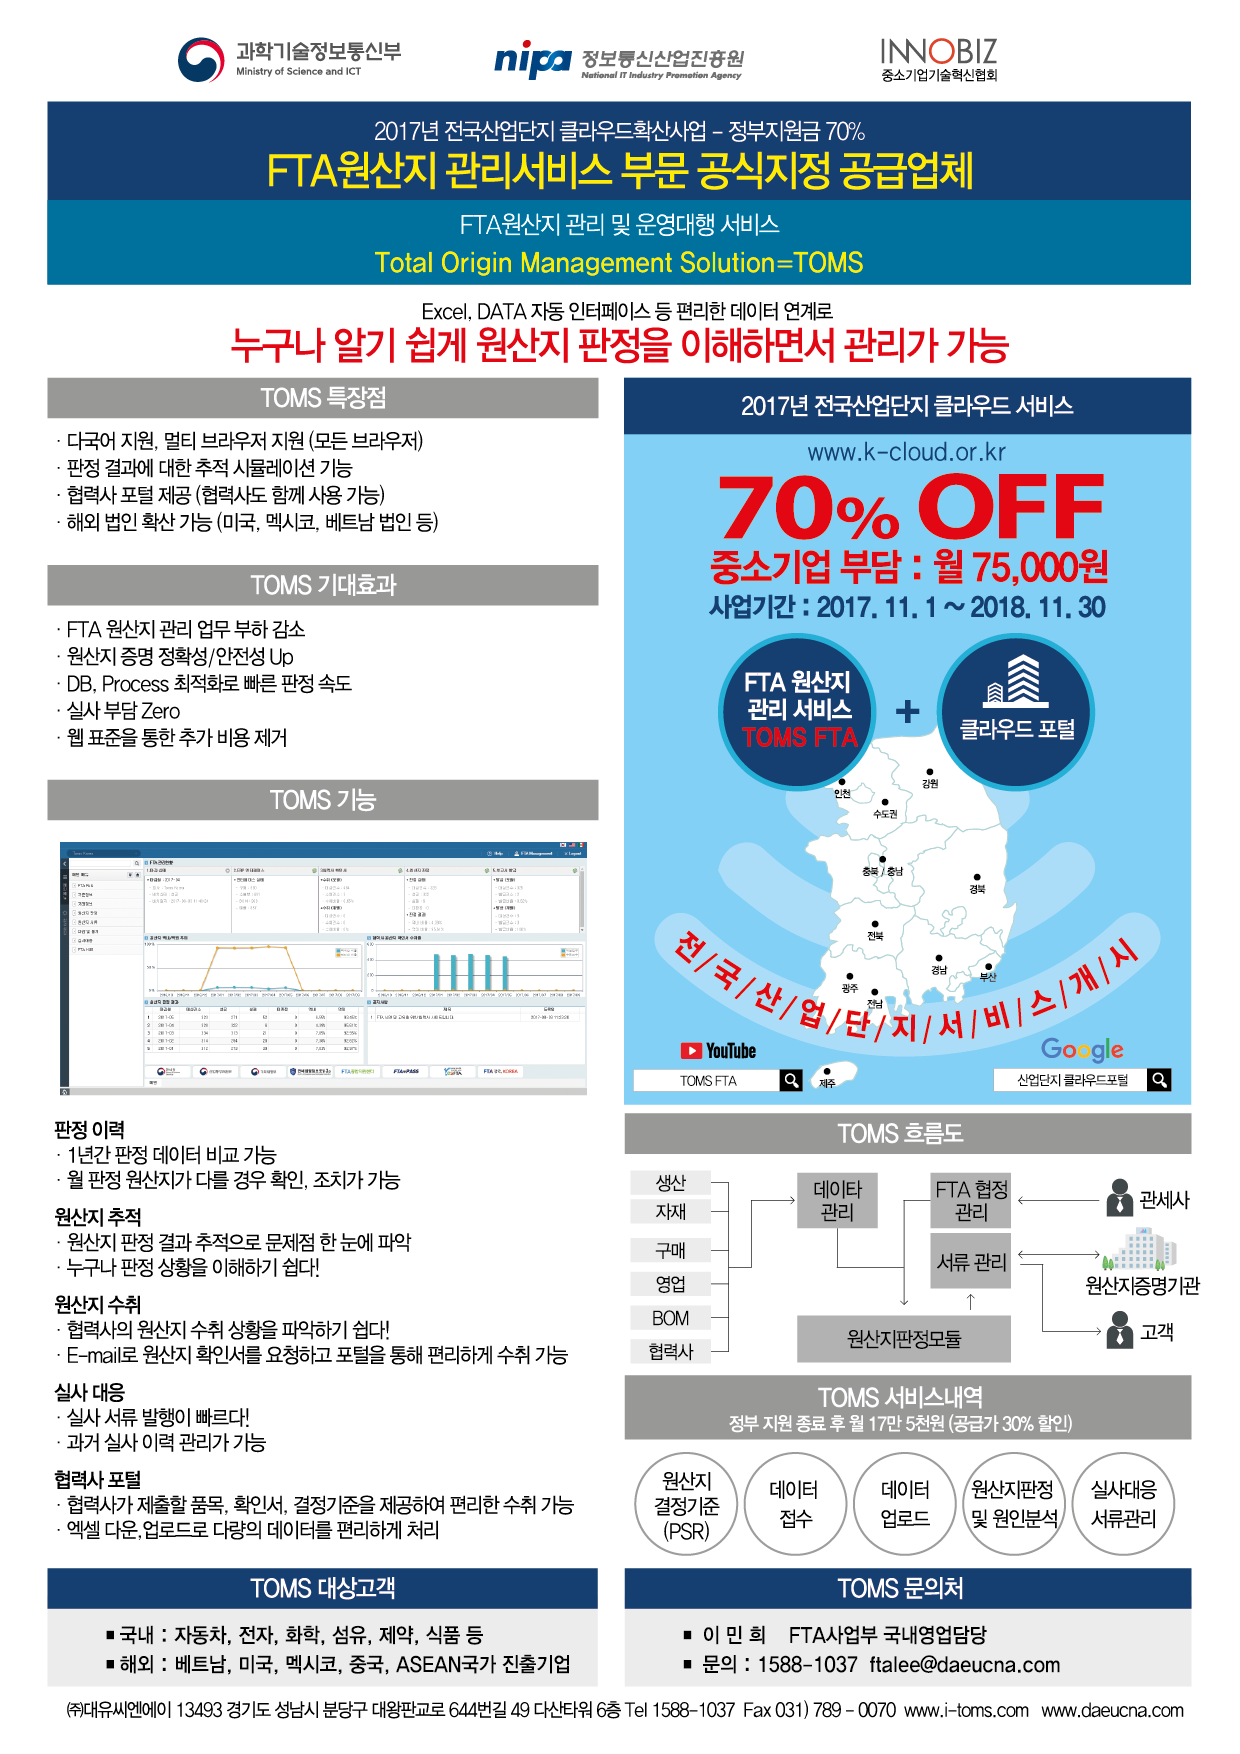 과학기술정보통신부
Ministry of Science and ICT
nipa 정보통신산업진흥원
National IT Industry Promotion Agency
INNOBIZ
중소기업기술혁신협회
2017년 전국산업단지 클라우드확산사업 - 정부지원금 70%
FTA원산지 관리서비스 부문 공식지정 공급업체
FTA원산지 관리 및 운영대행 서비스
Total Origin Management Solution=TOMS
Excel, DATA 자동 인터페이스 등 편리한 데이터 연계로
누구나 알기 쉽게 원산지 판정을 이해하면서 관리가 가능
TOMS 특장점
· 다국어 지원, 멀티 브라우저 지원 (모든 브라우저)
· 판정 결과에 대한 추적 시뮬레이션 기능
· 협력사 포털 제공 (협력사도 함께 사용 가능)
· 해외 법인 확산 가능 (미국, 멕시코, 베트남 법인 등)
TOMS 기대효과
· FTA 원산지 관리 업무 부하 감소
· 원산지 증명 정확성/안전성 Up
· DB, Process 최적화로 빠른 판정 속도
· 실사 부담 Zero
· 웹 표준을 통한 추가 비용 제거
TOMS 기능
판정 이력
· 1년간 판정 데이터 비교 가능
· 월 판정 원산지가 다를 경우 확인, 조치가 가능
원산지 추적
· 원산지 판정 결과 추적으로 문제점 한 눈에 파악
· 누구나 판정 상황을 이해하기 쉽다!
원산지 수취
· 협력사의 원산지 수취 상황을 파악하기 쉽다!
· E-mail로 원산지 확인서를 요청하고 포털을 통해 편리하게 수취 가능
실사 대응
· 실사 서류 발행이 빠르다!
· 과거 실사 이력 관리가 가능
협력사 포털
· 협력사가 제출할 품목, 확인서, 결정기준을 제공하여 편리한 수취 가능
· 엑셀 다운,업로드로 다량의 데이터를 편리하게 처리
TOMS 대상고객
■ 국내 : 자동차, 전자, 화학, 섬유, 제약, 식품 등
■ 해외 : 베트남, 미국, 멕시코, 중국, ASEAN국가 진출기업
2017년 전국산업단지 클라우드 서비스
www.k-cloud.or.kr
70% OFF
중소기업 부담 : 월 75,000원
사업기간 : 2017. 11. 1 ~ 2018. 11. 30
FTA 원산지
관리 서비스
TOMS FTA
+
클라우드 포털
강원
인천
수도권
충북 / 충남
경북
전북
경남
부산
광주
전남
제주
전/국/산/업/단/지/서/비/스/개/시
YouTube
TOMS FTA
Google
산업단지 클라우드포털
TOMS 흐름도
생산
자재
구매
영업
BOM
협력사
데이타
관리
FTA 협정
관리
서류 관리
원산지판정모듈
관세사
원산지증명기관
고객
TOMS 서비스내역
정부 지원 종료 후 월 17만 5천원 (공급가 30% 할인)
원산지
결정기준
(PSR)
데이터
접수
데이터
업로드
원산지판정
및 원인분석
실사대응
서류관리
TOMS 문의처
■ 이 민 희 FTA사업부 국내영업담당
■ 문의 : 1588-1037 ftalee@daeucna.com
㈜대유씨엔에이 13493 경기도 성남시 분당구 대왕판교로 644번길 49 다산타워 6층 Tel 1588-1037 Fax 031) 789 - 0070 www.i-toms.com www.daeucna.com